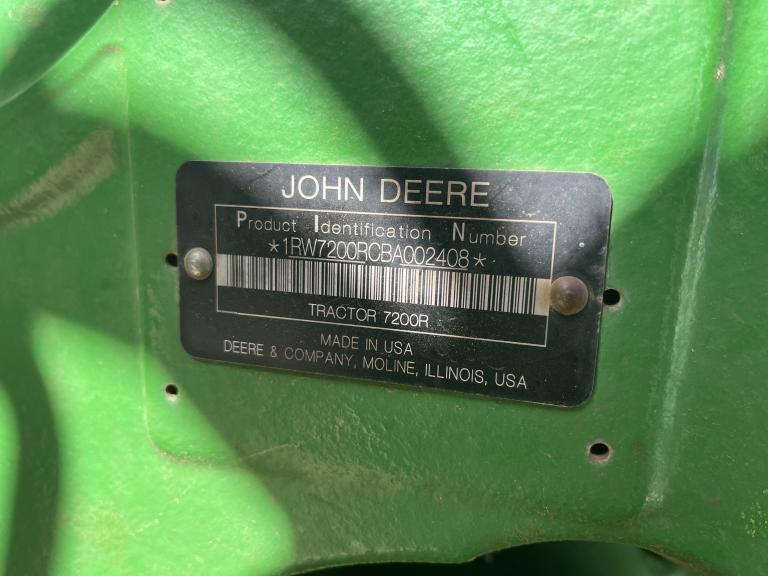 JOHN DEERE
Product Identification Number
*1RW7200RCBA002408*
TRACTOR 7200R
MADE IN USA
DEERE & COMPANY, MOLINE, ILLINOIS, USA